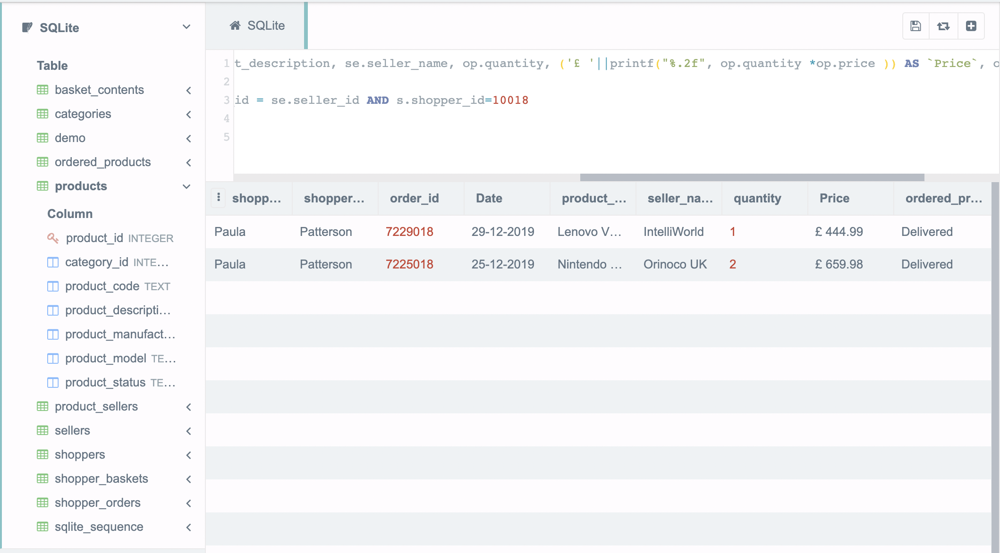 SQLite
Table
basket_contents
categories
demo
ordered_products
products
Column
product_id INTEGER
category_id INTE...
product_code TEXT
product_descripti...
product_manufact...
product_model TE...
product_status TE...
product_sellers
sellers
shoppers
shopper_baskets
shopper_orders
sqlite_sequence
SQLite
1 t_description, se.seller_name, op.quantity, ('£ '||printf("%.2f", op.quantity *op.price )) AS `Price`, o
2
3 id = se.seller_id AND s.shopper_id=10018
4
5
shopp... shopper... order_id Date product_... seller_na... quantity Price ordered_pr...
Paula Patterson 7229018 29-12-2019 Lenovo V... IntelliWorld 1 £ 444.99 Delivered
Paula Patterson 7225018 25-12-2019 Nintendo ... Orinoco UK 2 £ 659.98 Delivered